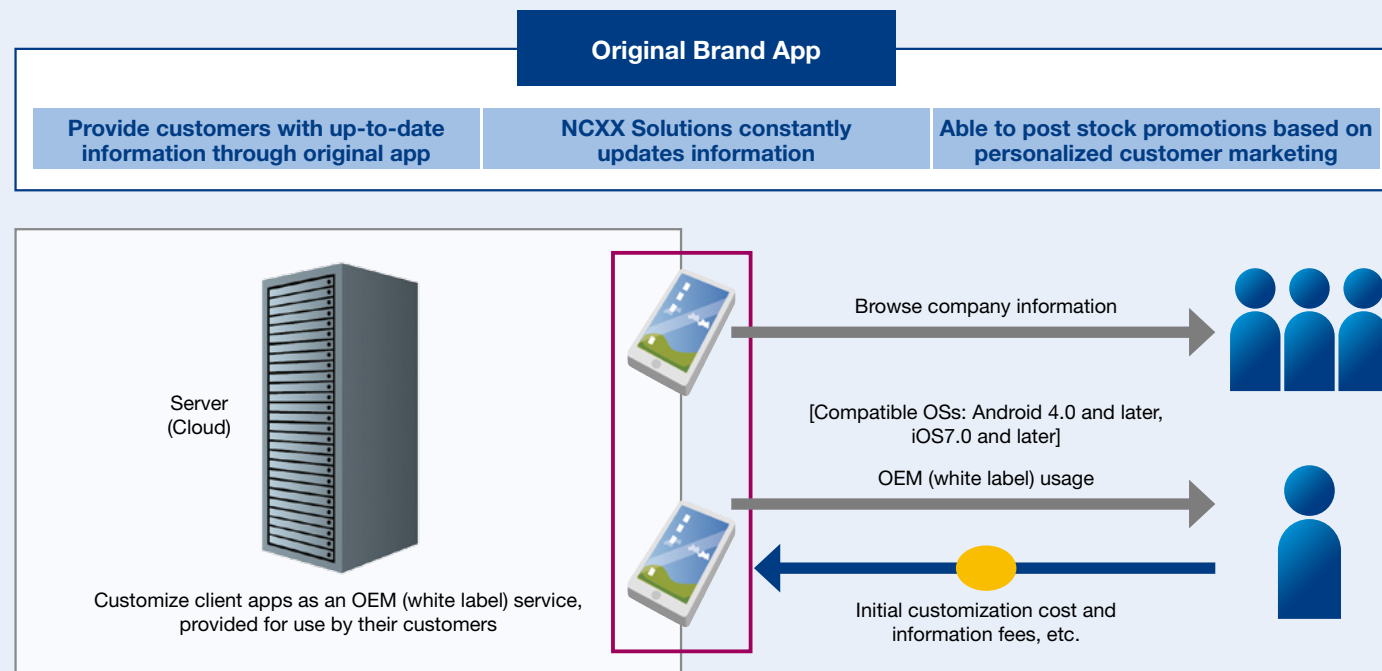 Original Brand App
Provide customers with up-to-date
information through original app
NCXX Solutions constantly
updates information
Able to post stock promotions based on
personalized customer marketing
Server
(Cloud)
Customize client apps as an OEM (white label) service,
provided for use by their customers
Browse company information
[Compatible OSs: Android 4.0 and later,
iOS7.0 and later]
OEM (white label) usage
Initial customization cost and
information fees, etc.